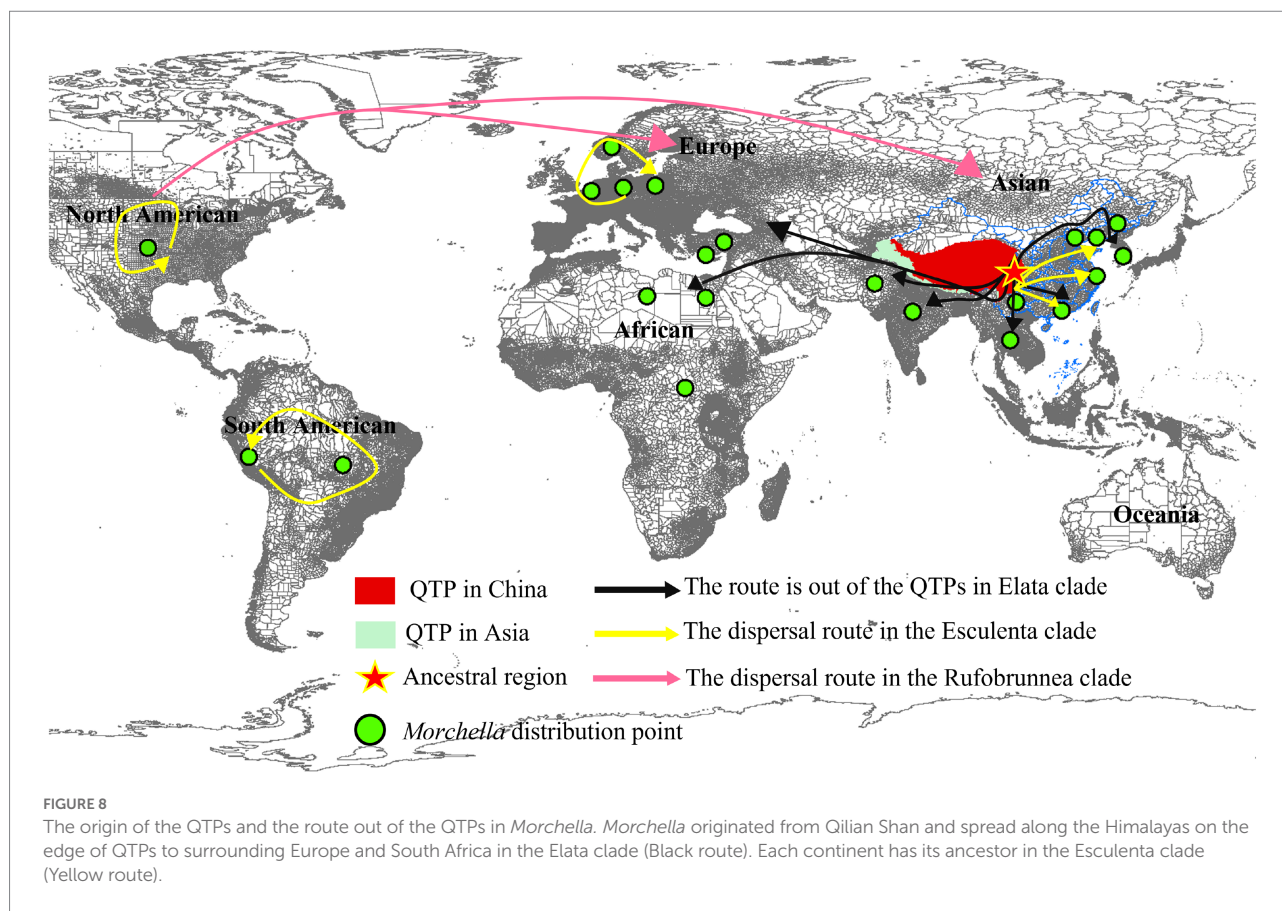 Europe
Asian
North American
African
South American
Oceania
QTP in China
The route is out of the QTPs in Elata clade
QTP in Asia
The dispersal route in the Esculenta clade
Ancestral region
The dispersal route in the Rufobrunnea clade
Morchella distribution point
FIGURE 8
The origin of the QTPs and the route out of the QTPs in Morchella. Morchella originated from Qilian Shan and spread along the Himalayas on the
edge of QTPs to surrounding Europe and South Africa in the Elata clade (Black route). Each continent has its ancestor in the Esculenta clade
(Yellow route).